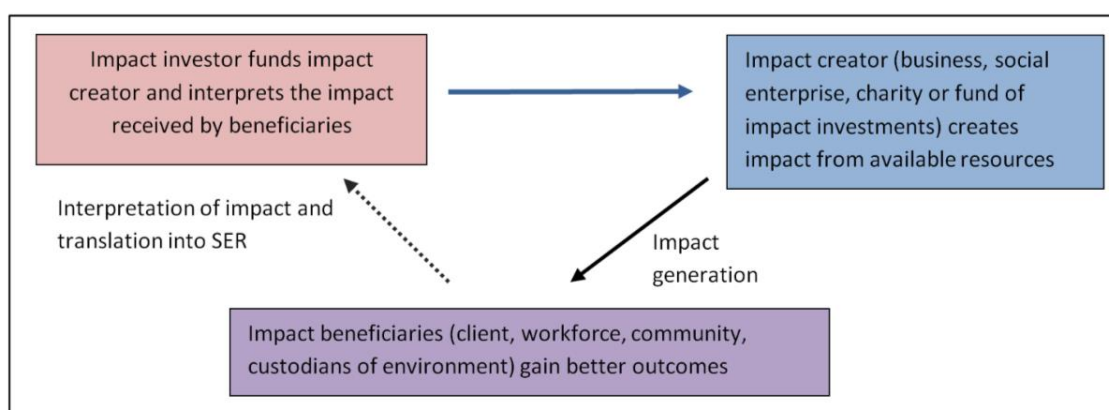 Impact investor funds impact
creator and interprets the impact
received by beneficiaries
Impact creator (business, social
enterprise, charity or fund of
impact investments) creates
impact from available resources
Interpretation of impact and
translation into SER
Impact
generation
Impact beneficiaries (client, workforce, community,
custodians of environment) gain better outcomes